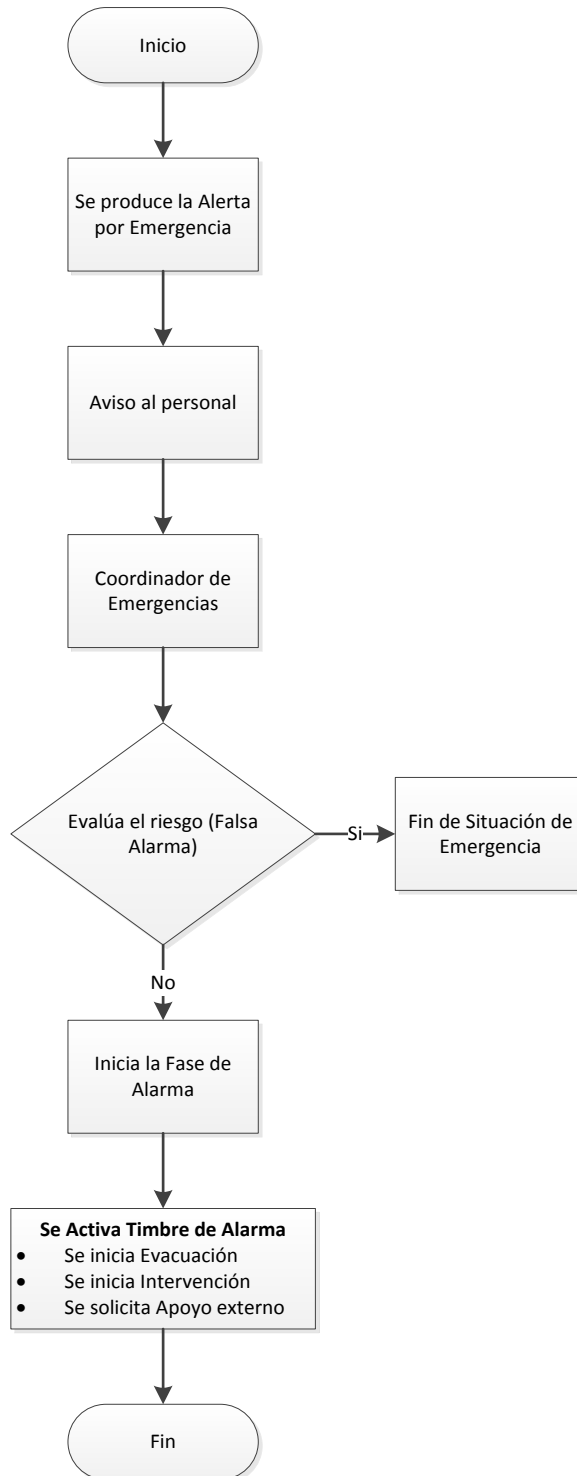 Inicio
Se produce la Alerta
por Emergencia
Aviso al personal
Coordinador de
Emergencias
Evalúa el riesgo (Falsa
Alarma)
Si
Fin de Situación de
Emergencia
No
Inicia la Fase de
Alarma
Se Activa Timbre de Alarma
• Se inicia Evacuación
• Se inicia Intervención
• Se solicita Apoyo externo
Fin